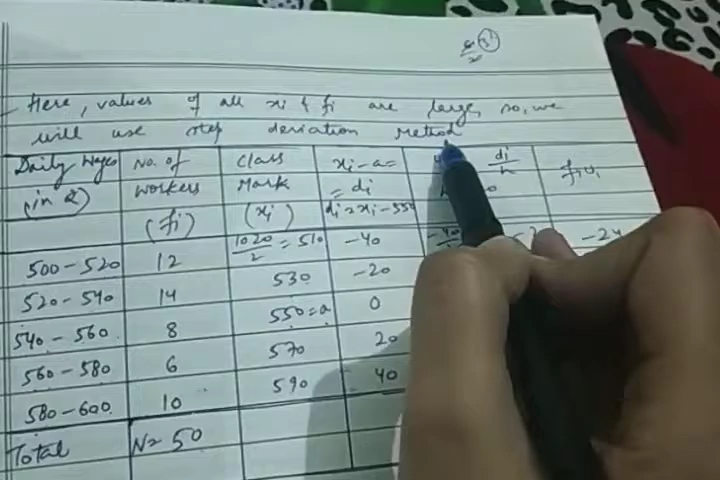 Here, values of all xi & fi are large, so, we
will use step deviation method
Daily Wages No. of Class xi - a = di/h fiui
(in ₹) workers Mark = di
(fi) (xi) di = xi - 550
500 - 520 12 1020/2 = 510 -40 -40/ -24
520 - 540 14 530 -20
540 - 560 8 550 = a 0
560 - 580 6 570 20
580 - 600 10 590 40
Total N = 50